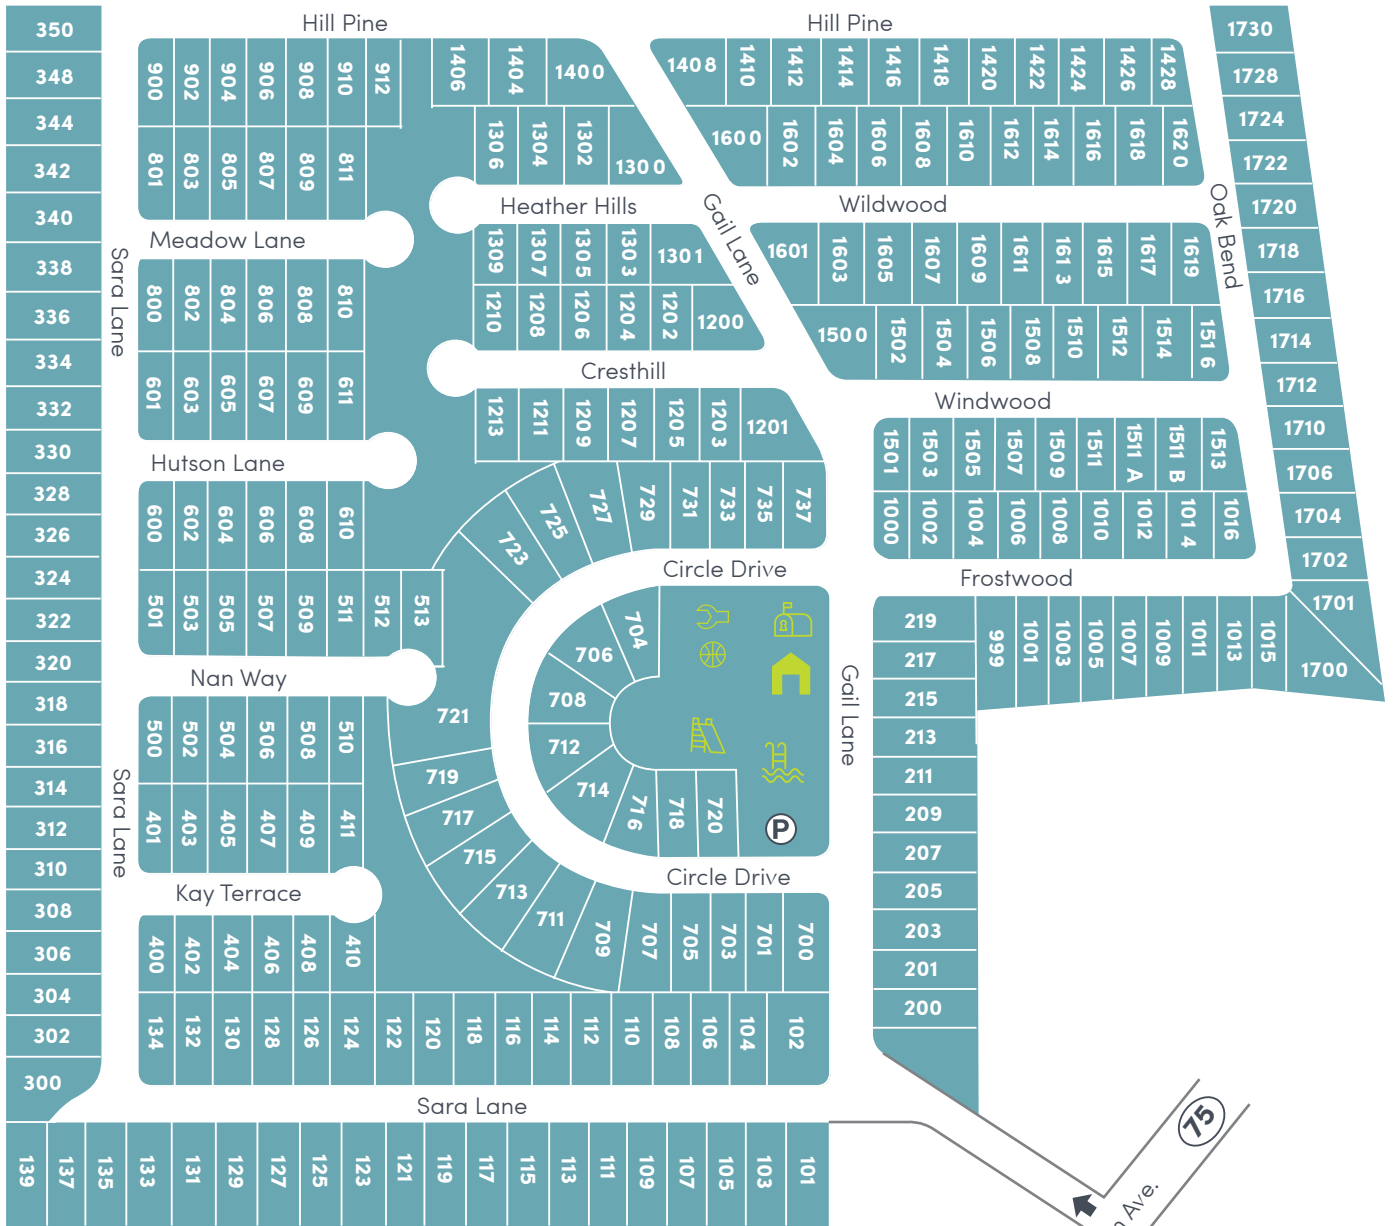 Hill Pine
Hill Pine
350
348
344
342
340
338
336
334
332
330
328
326
324
322
320
318
316
314
312
310
308
306
304
302
300
900 902 904 906 908 910 912
801 803 805 807 809 811
Meadow Lane
800 802 804 806 808 810
601 603 605 607 609 611
Hutson Lane
600 602 604 606 608 610
501 503 505 507 509 511 512 513
Nan Way
500 502 504 506 508 510
401 403 405 407 409 411
Kay Terrace
400 402 404 406 408 410
134 132 130 128 126 124 122 120 118 116 114 112 110 108 106 104 102
Sara Lane
Sara Lane
Sara Lane
139 137 135 133 131 129 127 125 123 121 119 117 115 113 111 109 107 105 103 101
1406 1404 1400
1306 1304 1302 1300
Heather Hills
1309 1307 1305 1303 1301
1210 1208 1206 1204 1202 1200
Cresthill
1213 1211 1209 1207 1205 1203 1201
723 725 727 729 731 733 735 737
Circle Drive
704
706
708
712
714
716 718 720
P
721
719
717
715
713
711
709 707 705 703 701 700
Circle Drive
Gail Lane
Gail Lane
1408 1410 1412 1414 1416 1418 1420 1422 1424 1426 1428
1600 1602 1604 1606 1608 1610 1612 1614 1616 1618 1620
Wildwood
1601 1603 1605 1607 1609 1611 1613 1615 1617 1619
1500 1502 1504 1506 1508 1510 1512 1514 1516
Windwood
1501 1503 1505 1507 1509 1511 1511 A 1511 B 1513
1000 1002 1004 1006 1008 1010 1012 1014 1016
Frostwood
999 1001 1003 1005 1007 1009 1011 1013 1015 1700
1701
Oak Bend
1730
1728
1724
1722
1720
1718
1716
1714
1712
1710
1706
1704
1702
219
217
215
213
211
209
207
205
203
201
200
75
Ave.